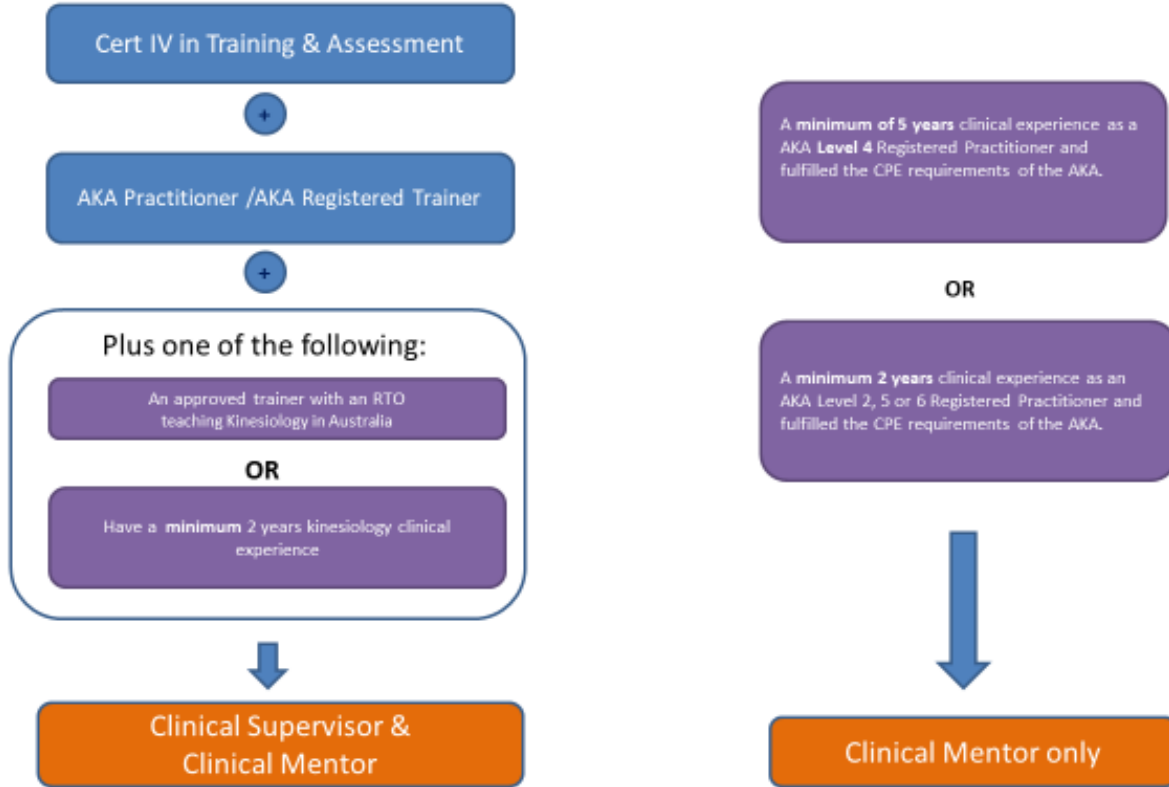 Cert IV in Training & Assessment
+
AKA Practitioner /AKA Registered Trainer
+
Plus one of the following:
An approved trainer with an RTO
teaching Kinesiology in Australia
OR
Have a minimum 2 years kinesiology clinical
experience
Clinical Supervisor &
Clinical Mentor
A minimum of 5 years clinical experience as a
AKA Level 4 Registered Practitioner and
fulfilled the CPE requirements of the AKA.
OR
A minimum 2 years clinical experience as an
AKA Level 2, 5 or 6 Registered Practitioner and
fulfilled the CPE requirements of the AKA.
Clinical Mentor only